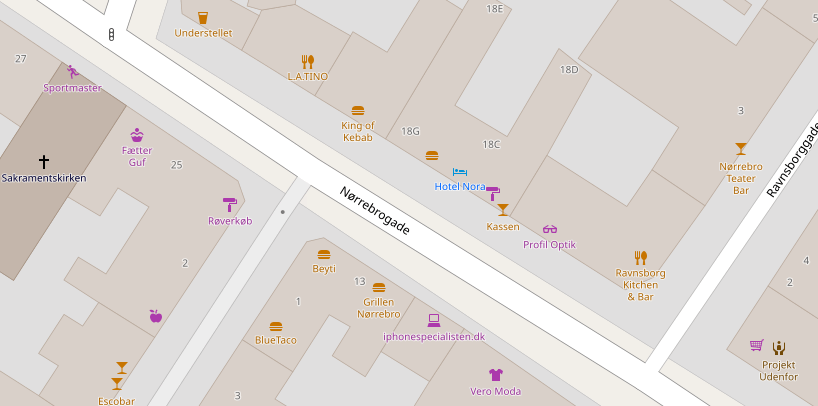 18E
Understellet
5
27
Sportmaster
L.A.TINO
18D
King of
Kebab
18G
3
Fætter
Guf
25
18C
Sakramentskirken
Nørrebro
Teater
Bar
Ravnsborggade
Hotel Nora
Nørrebrogade
Røverkøb
Kassen
Profil Optik
2
Beyti
13
Ravnsborg
Kitchen
& Bar
4
2
1
Grillen
Nørrebro
BlueTaco
iphonespecialisten.dk
Projekt
Udenfor
Vero Moda
3
Escobar